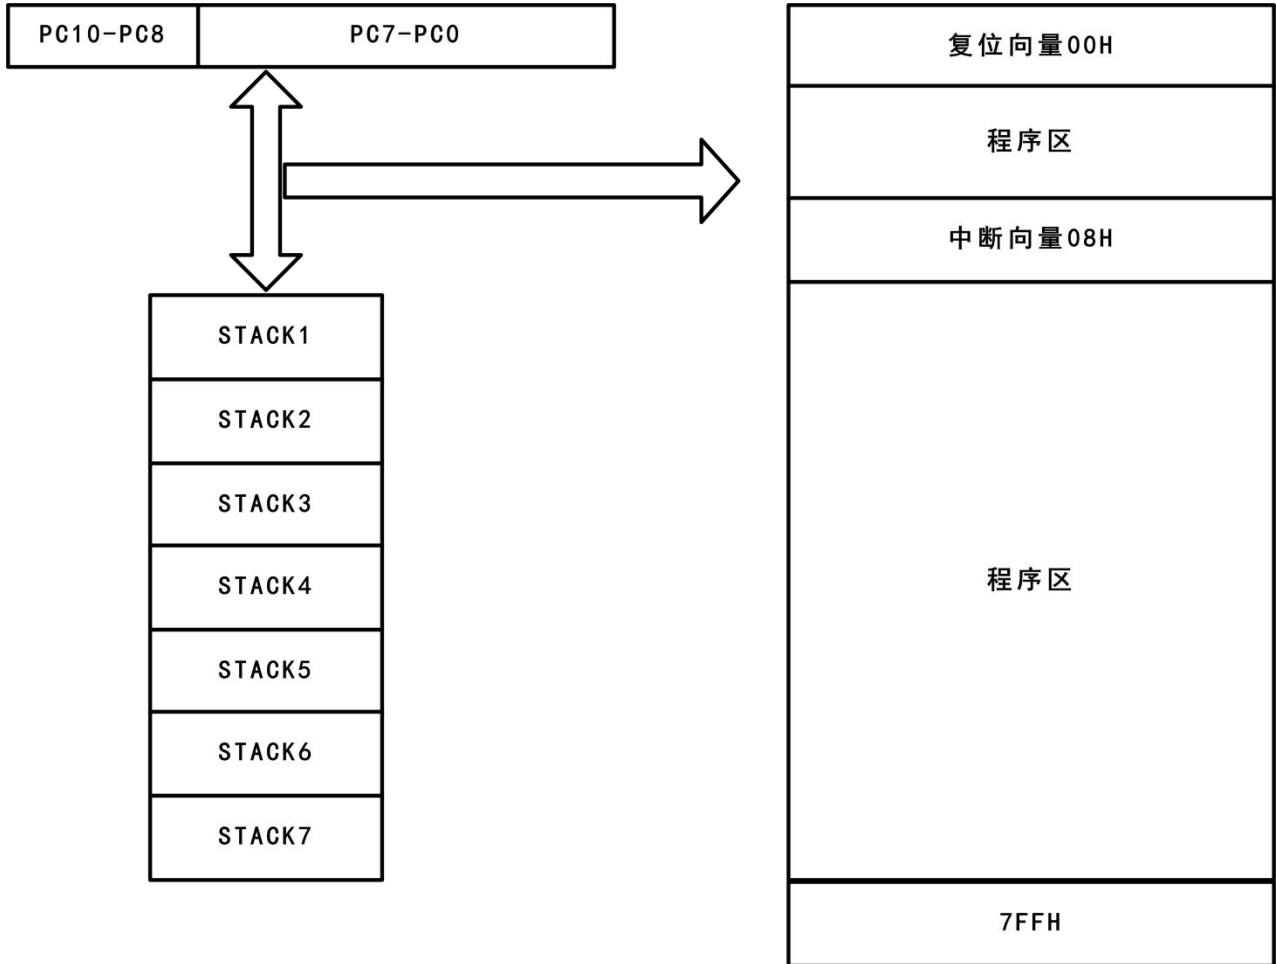 PC10-PC8
PC7-PC0
STACK1
STACK2
STACK3
STACK4
STACK5
STACK6
STACK7
复位向量00H
程序区
中断向量08H
程序区
7FFH